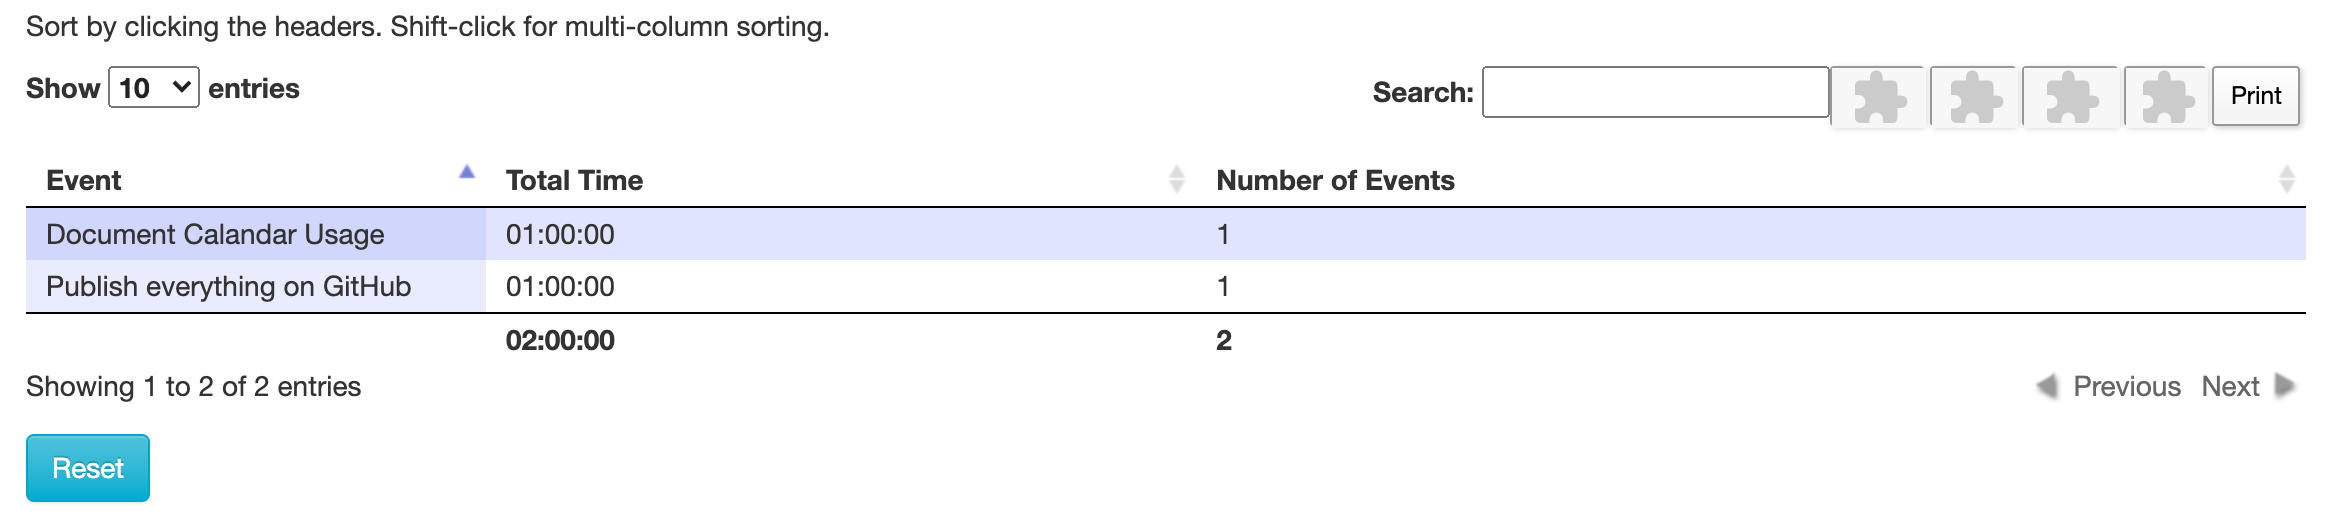 Sort by clicking the headers. Shift-click for multi-column sorting.
Show 10 entries Search: Print
Event Total Time Number of Events
Document Calandar Usage 01:00:00 1
Publish everything on GitHub 01:00:00 1
02:00:00 2
Showing 1 to 2 of 2 entries Previous Next
Reset